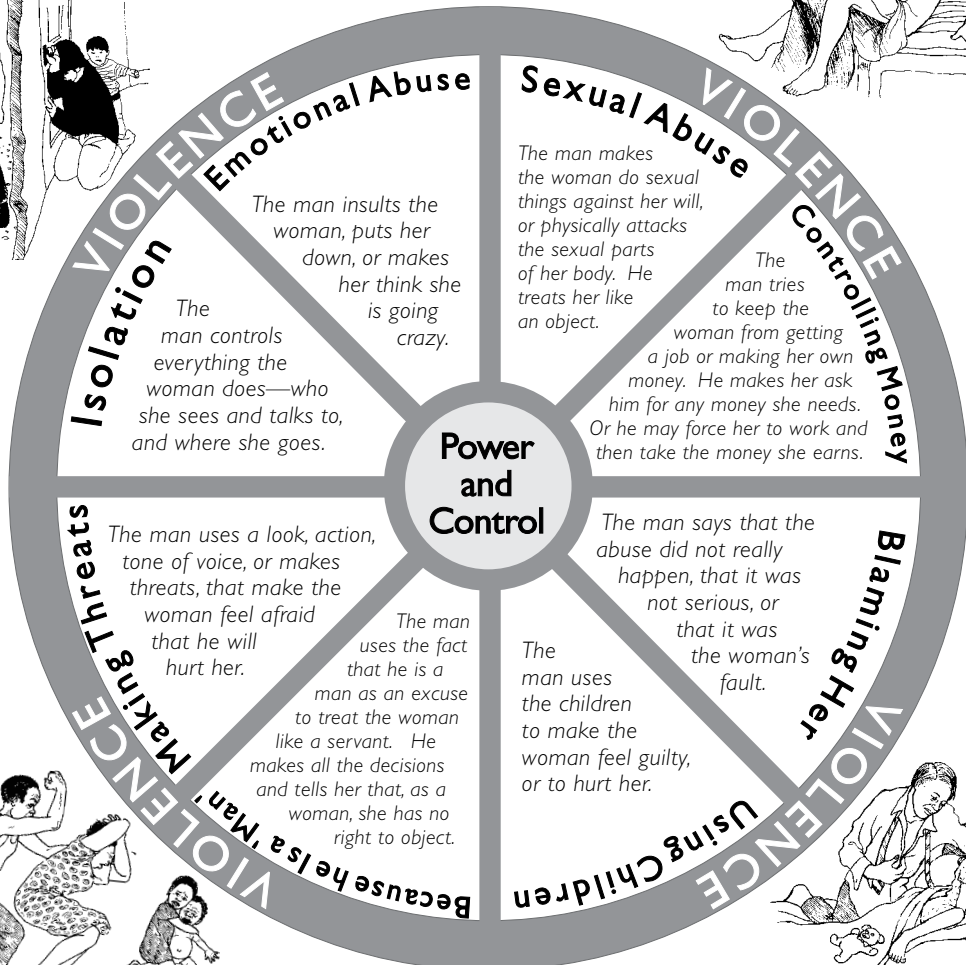 VIOLENCE
VIOLENCE
VIOLENCE
VIOLENCE
Power
and
Control
Emotional Abuse
The man insults the
woman, puts her
down, or makes
her think she
is going
crazy.
Sexual Abuse
The man makes
the woman do sexual
things against her will,
or physically attacks
the sexual parts
of her body. He
treats her like
an object.
Controlling Money
The
man tries
to keep the
woman from getting
a job or making her own
money. He makes her ask
him for any money she needs.
Or he may force her to work and
then take the money she earns.
Blaming Her
The man says that the
abuse did not really
happen, that it was
not serious, or
that it was
the woman’s
fault.
Using Children
The
man uses
the children
to make the
woman feel guilty,
or to hurt her.
Because he Is a 'Man'
The man
uses the fact
that he is a
man as an excuse
to treat the woman
like a servant. He
makes all the decisions
and tells her that, as a
woman, she has no
right to object.
Making Threats
The man uses a look, action,
tone of voice, or makes
threats, that make the
woman feel afraid
that he will
hurt her.
Isolation
The
man controls
everything the
woman does—who
she sees and talks to,
and where she goes.